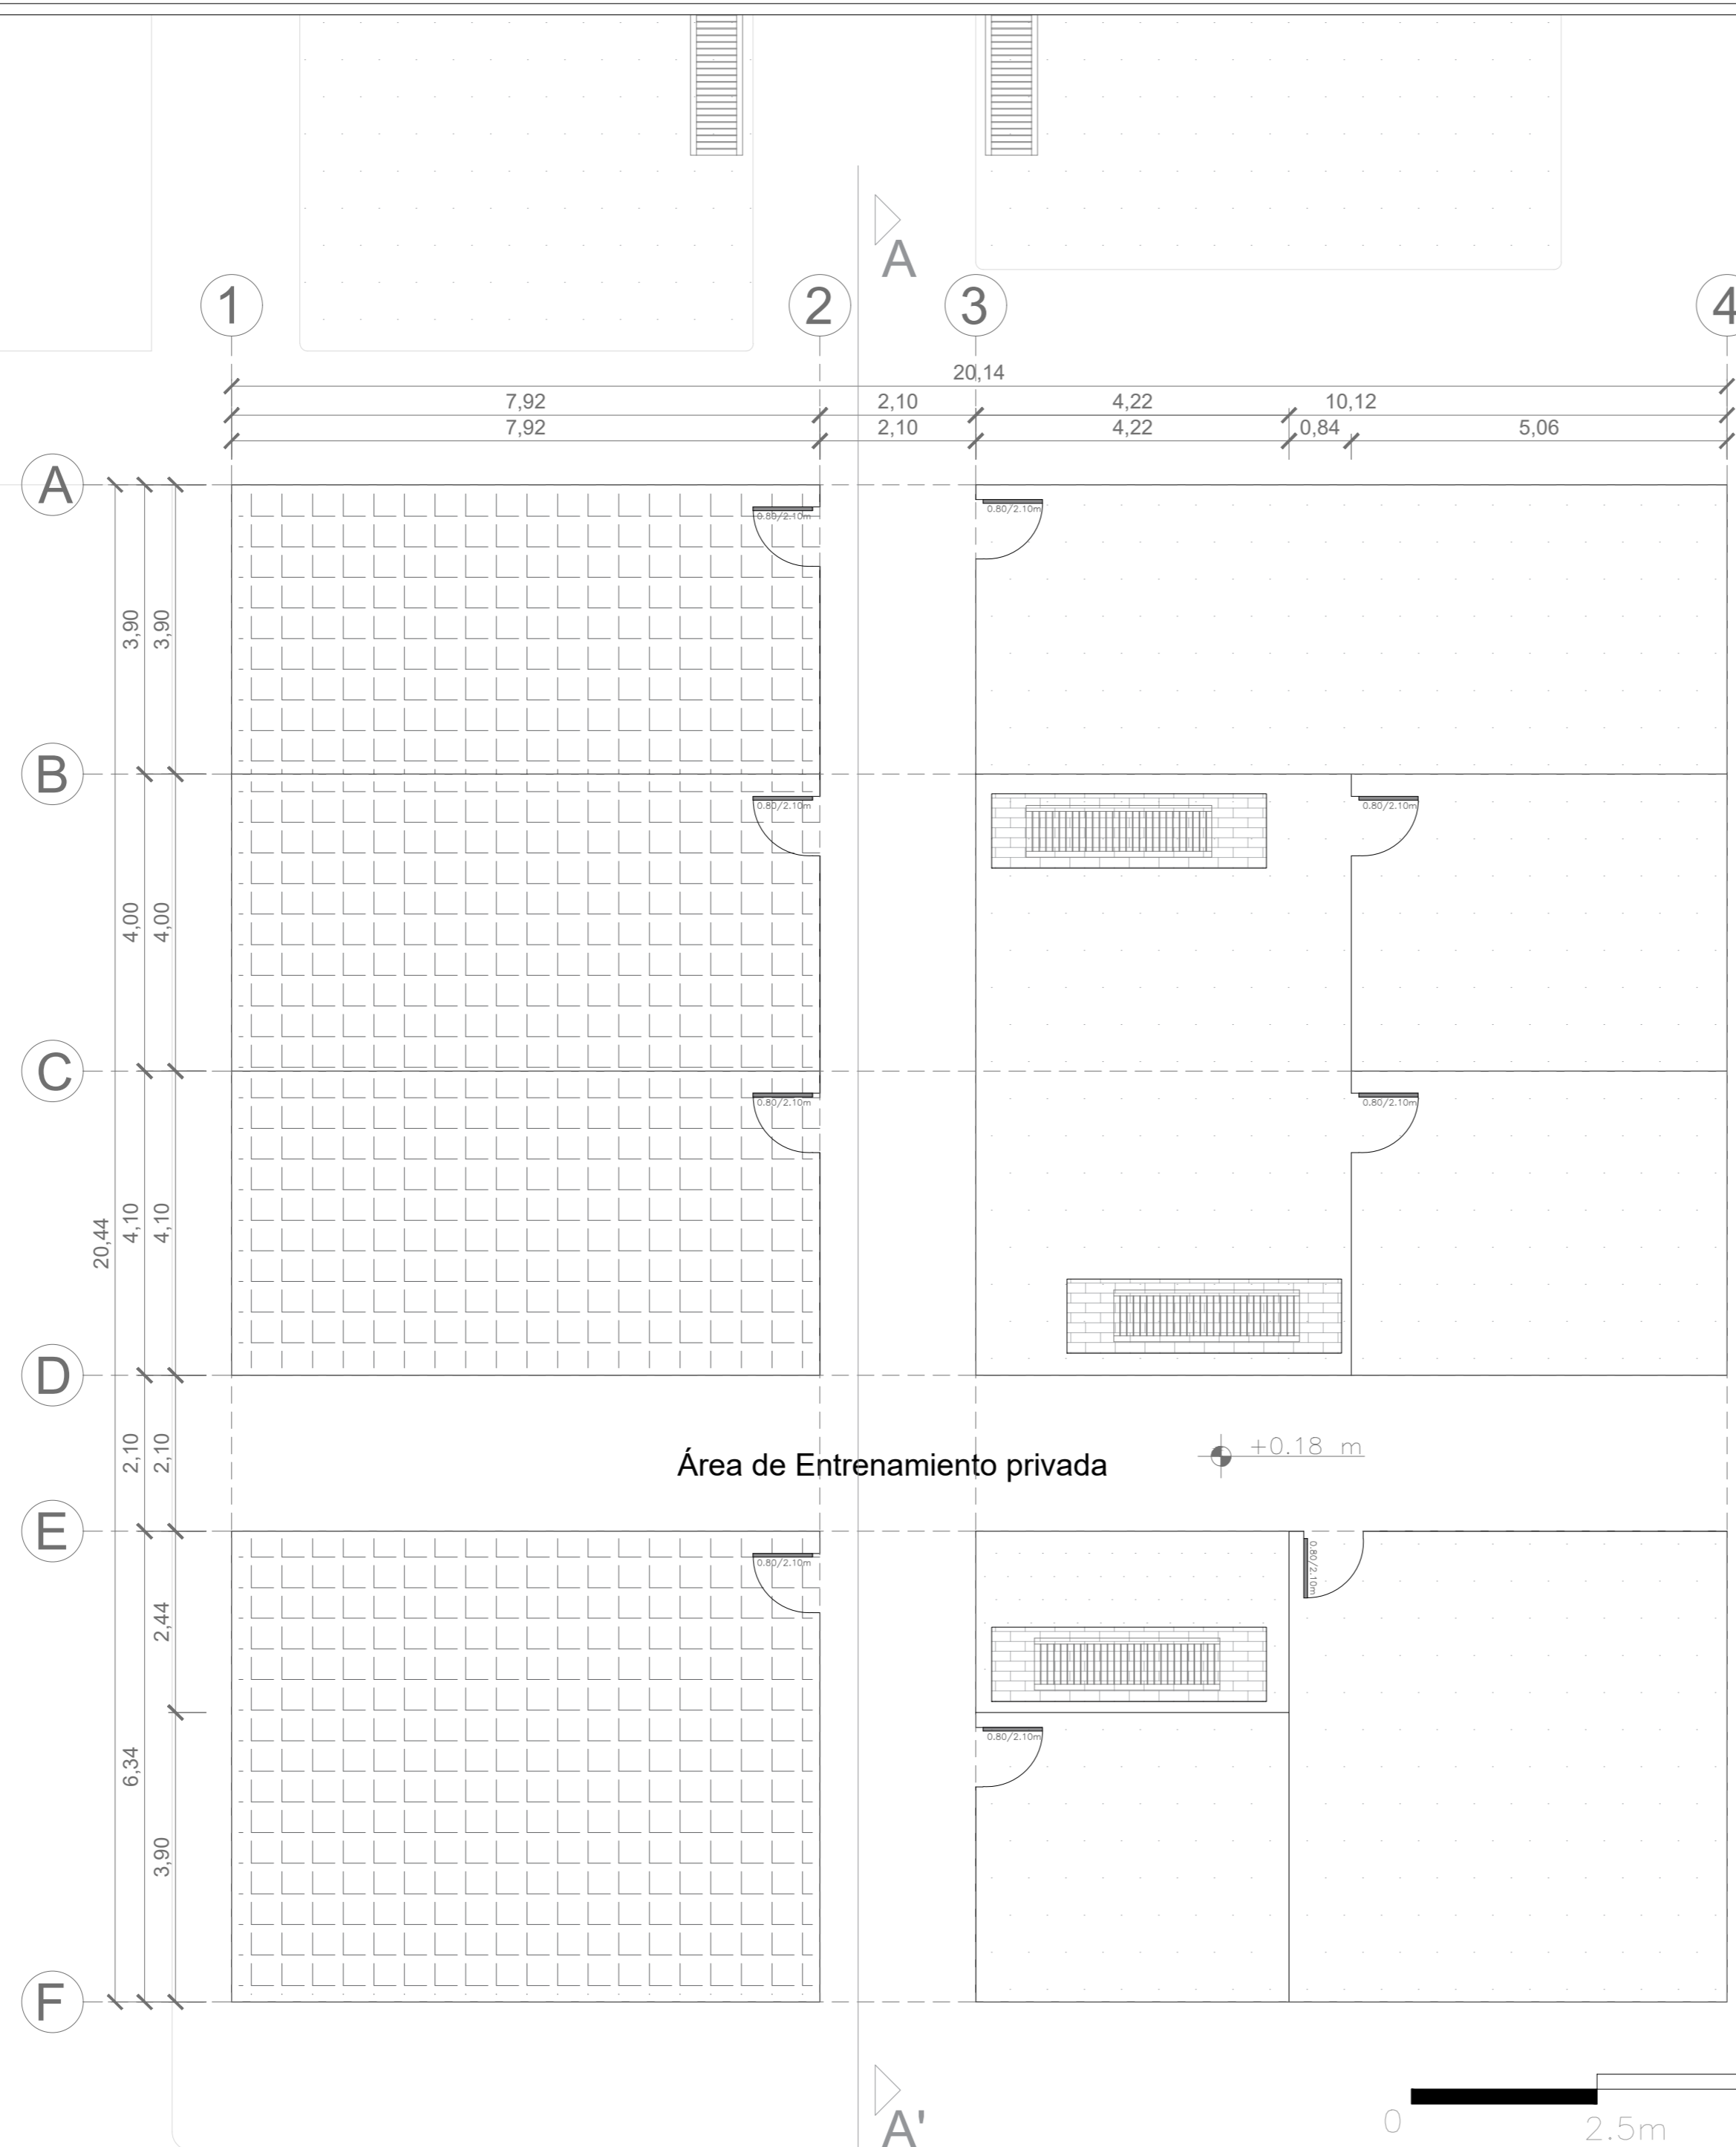 A
1
2
3
4
20,14
7,92
2,10
4,22
10,12
7,92
2,10
4,22
0,84
5,06
A
0.80/2.10m
0.80/2.10m
3,90
3,90
B
0.80/2.10m
0.80/2.10m
4,00
4,00
C
0.80/2.10m
0.80/2.10m
20,44
4,10
4,10
D
2,10
2,10
Área de Entrenamiento privada
+0.18 m
E
0.80/2.10m
0.80/2.10m
2,44
0.80/2.10m
6,34
3,90
F
A'
0
2.5m